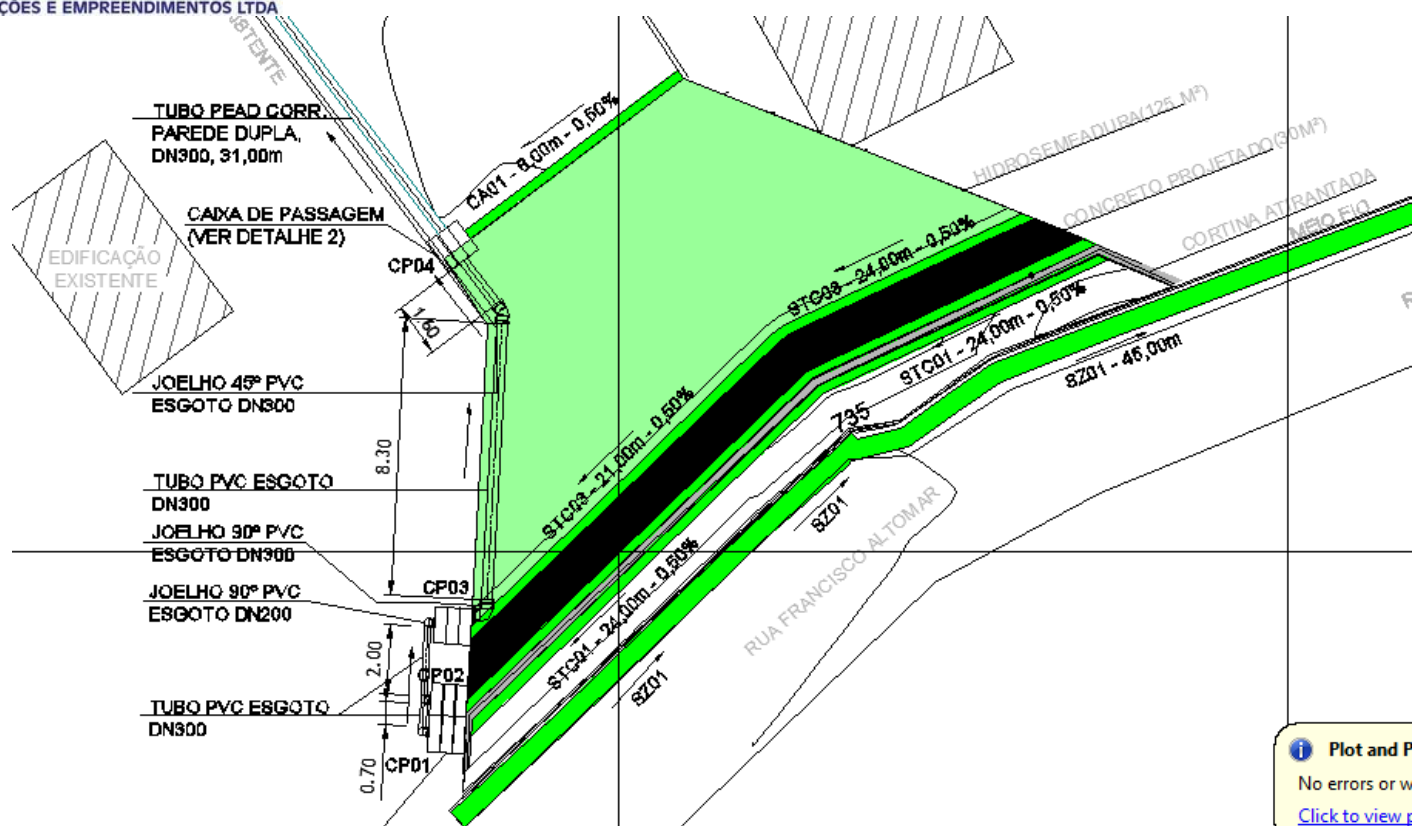 ÇÕES E EMPREENDIMENTOS LTDA
TUBO PEAD CORR.
PAREDE DUPLA,
DN300, 31,00m
CAIXA DE PASSAGEM
(VER DETALHE 2)
EDIFICAÇÃO
EXISTENTE
CP04
1.60
CA01 - 8,00m - 0,50%
HIDROSEMEADURA(125 M²)
CONCRETO PROJETADO(30M²)
CORTINA ATIRANTADA
MEIO FIO
STC03 - 24,00m - 0,50%
STC01 - 24,00m - 0,50%
SZ01 - 45,00m
735
JOELHO 45º PVC
ESGOTO DN300
8.30
STC03 - 21,00m - 0,50%
TUBO PVC ESGOTO
DN300
SZ01
RUA FRANCISCO ALTOMAR
JOELHO 90º PVC
ESGOTO DN300
CP03
JOELHO 90º PVC
ESGOTO DN200
2.00
STC01 - 24,00m - 0,50%
CP02
SZ01
TUBO PVC ESGOTO
DN300
0.70
CP01
Plot and P
No errors or w
Click to view p